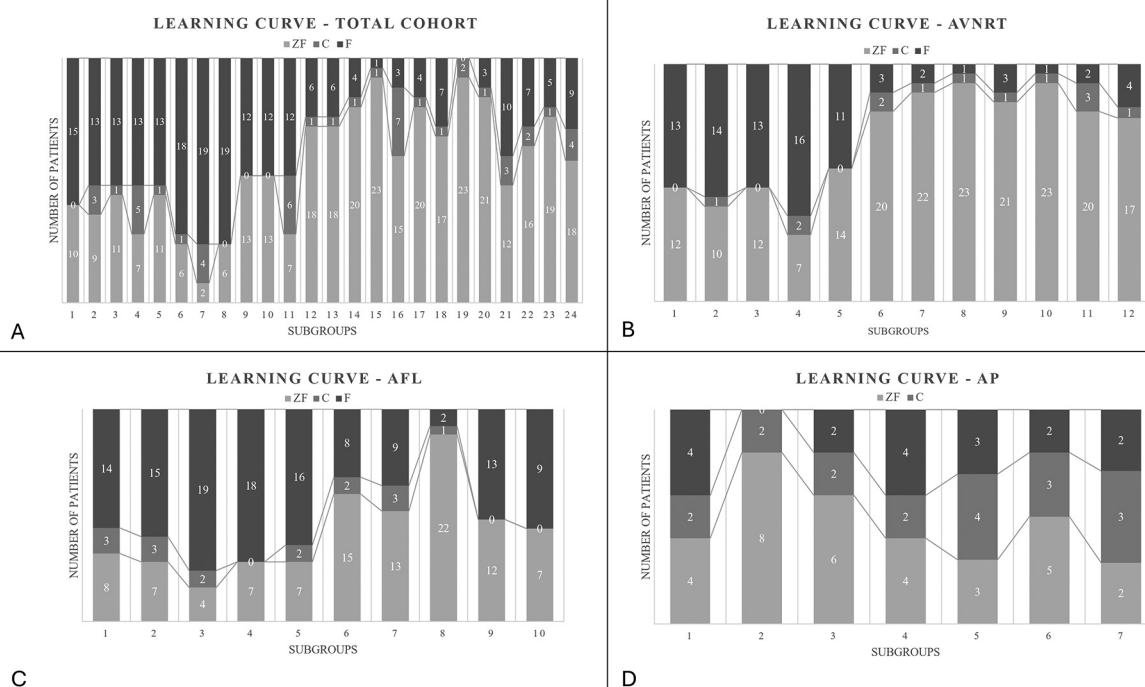 LEARNING CURVE - TOTAL COHORT
ZF C F
NUMBER OF PATIENTS
15 13 13 13 13 18 19 19 12 12 12 6 6 4 1 3 4 7 0 3 10 7 5 9
0 3 1 5 1 1 4 0 0 0 6 1 1 1 1 7 1 1 2 1 3 2 1 4
10 9 11 7 11 6 2 6 13 13 7 18 18 20 23 15 20 17 23 21 12 16 19 18
1 2 3 4 5 6 7 8 9 10 11 12 13 14 15 16 17 18 19 20 21 22 23 24
SUBGROUPS
A
LEARNING CURVE - AVNRT
ZF C F
NUMBER OF PATIENTS
13 14 13 16 11 3 2 1 3 1 2 4
0 1 0 2 0 2 1 1 1 1 3 1
12 10 12 7 14 20 22 23 21 23 20 17
1 2 3 4 5 6 7 8 9 10 11 12
SUBGROUPS
B
LEARNING CURVE - AFL
ZF C F
NUMBER OF PATIENTS
14 15 19 18 16 8 9 2 13 9
3 3 2 0 2 2 3 1 0 0
8 7 4 7 7 15 13 22 12 7
1 2 3 4 5 6 7 8 9 10
SUBGROUPS
C
LEARNING CURVE - AP
ZF C
NUMBER OF PATIENTS
4 0 2 4 3 2 2
2 2 2 2 4 3 3
4 8 6 4 3 5 2
1 2 3 4 5 6 7
SUBGROUPS
D